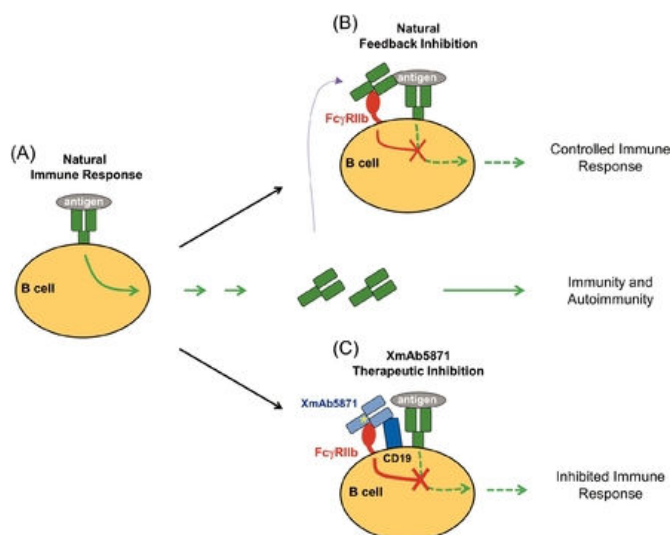 (A)
Natural
Immune Response
antigen
B cell
(B)
Natural
Feedback Inhibition
antigen
FcγRIIb
B cell
Controlled Immune
Response
Immunity and
Autoimmunity
(C)
XmAb5871
Therapeutic Inhibition
XmAb5871
antigen
FcγRIIb
CD19
B cell
Inhibited Immune
Response